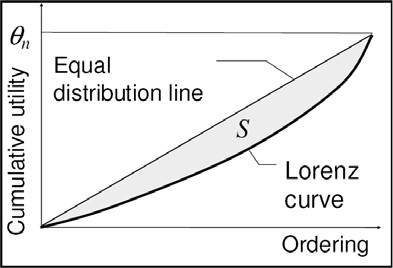 θn
Equal
distribution line
Cumulative utility
S
Lorenz
curve
Ordering